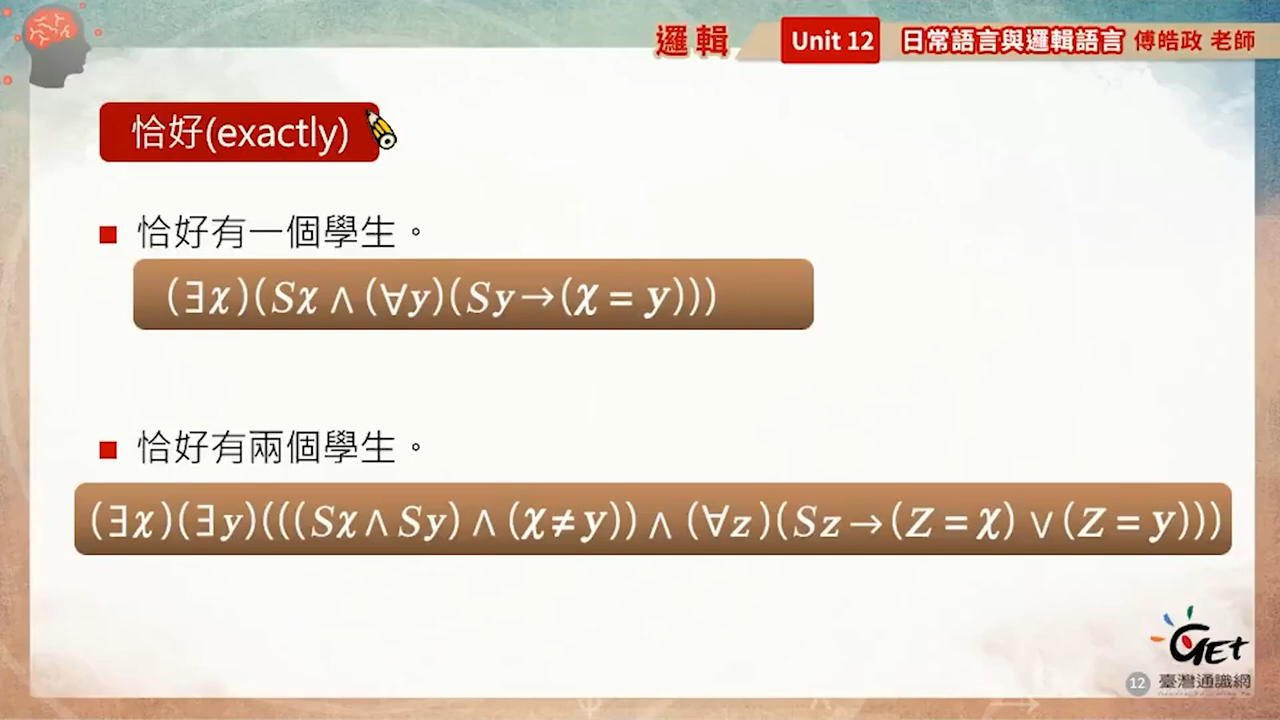 邏輯 Unit 12 日常語言與邏輯語言 傅皓政 老師
恰好(exactly)
恰好有一個學生。
(∃x)(Sx∧(∀y)(Sy→(x=y)))
恰好有兩個學生。
(∃x)(∃y)(((Sx∧Sy)∧(x≠y))∧(∀z)(Sz→(Z=x)∨(Z=y)))
GEt
12 臺灣通識網